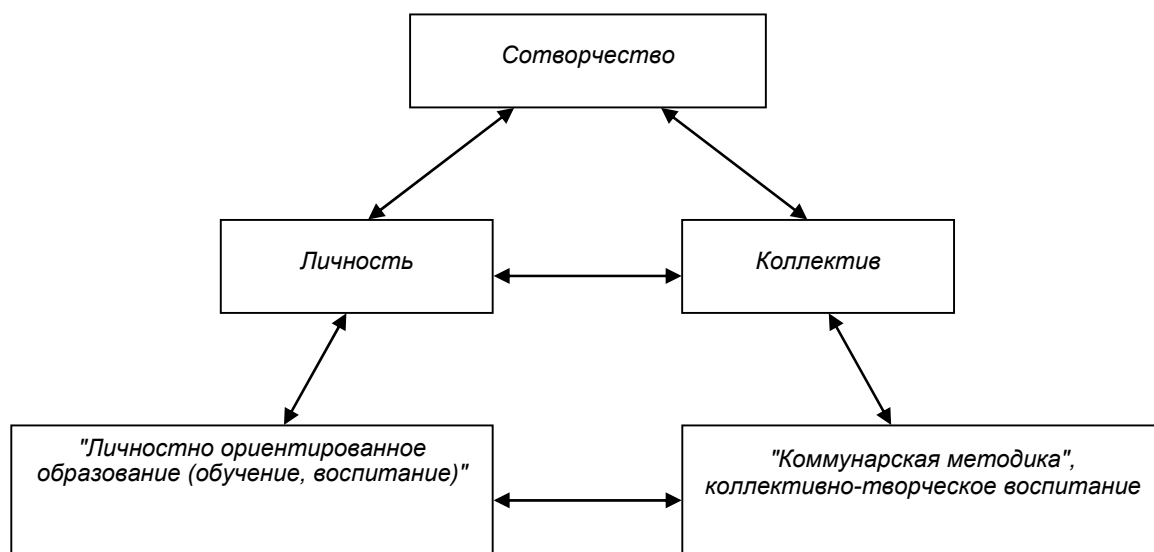 Сотворчество
Личность
Коллектив
"Личностно ориентированное
образование (обучение, воспитание)"
"Коммунарская методика",
коллективно-творческое воспитание